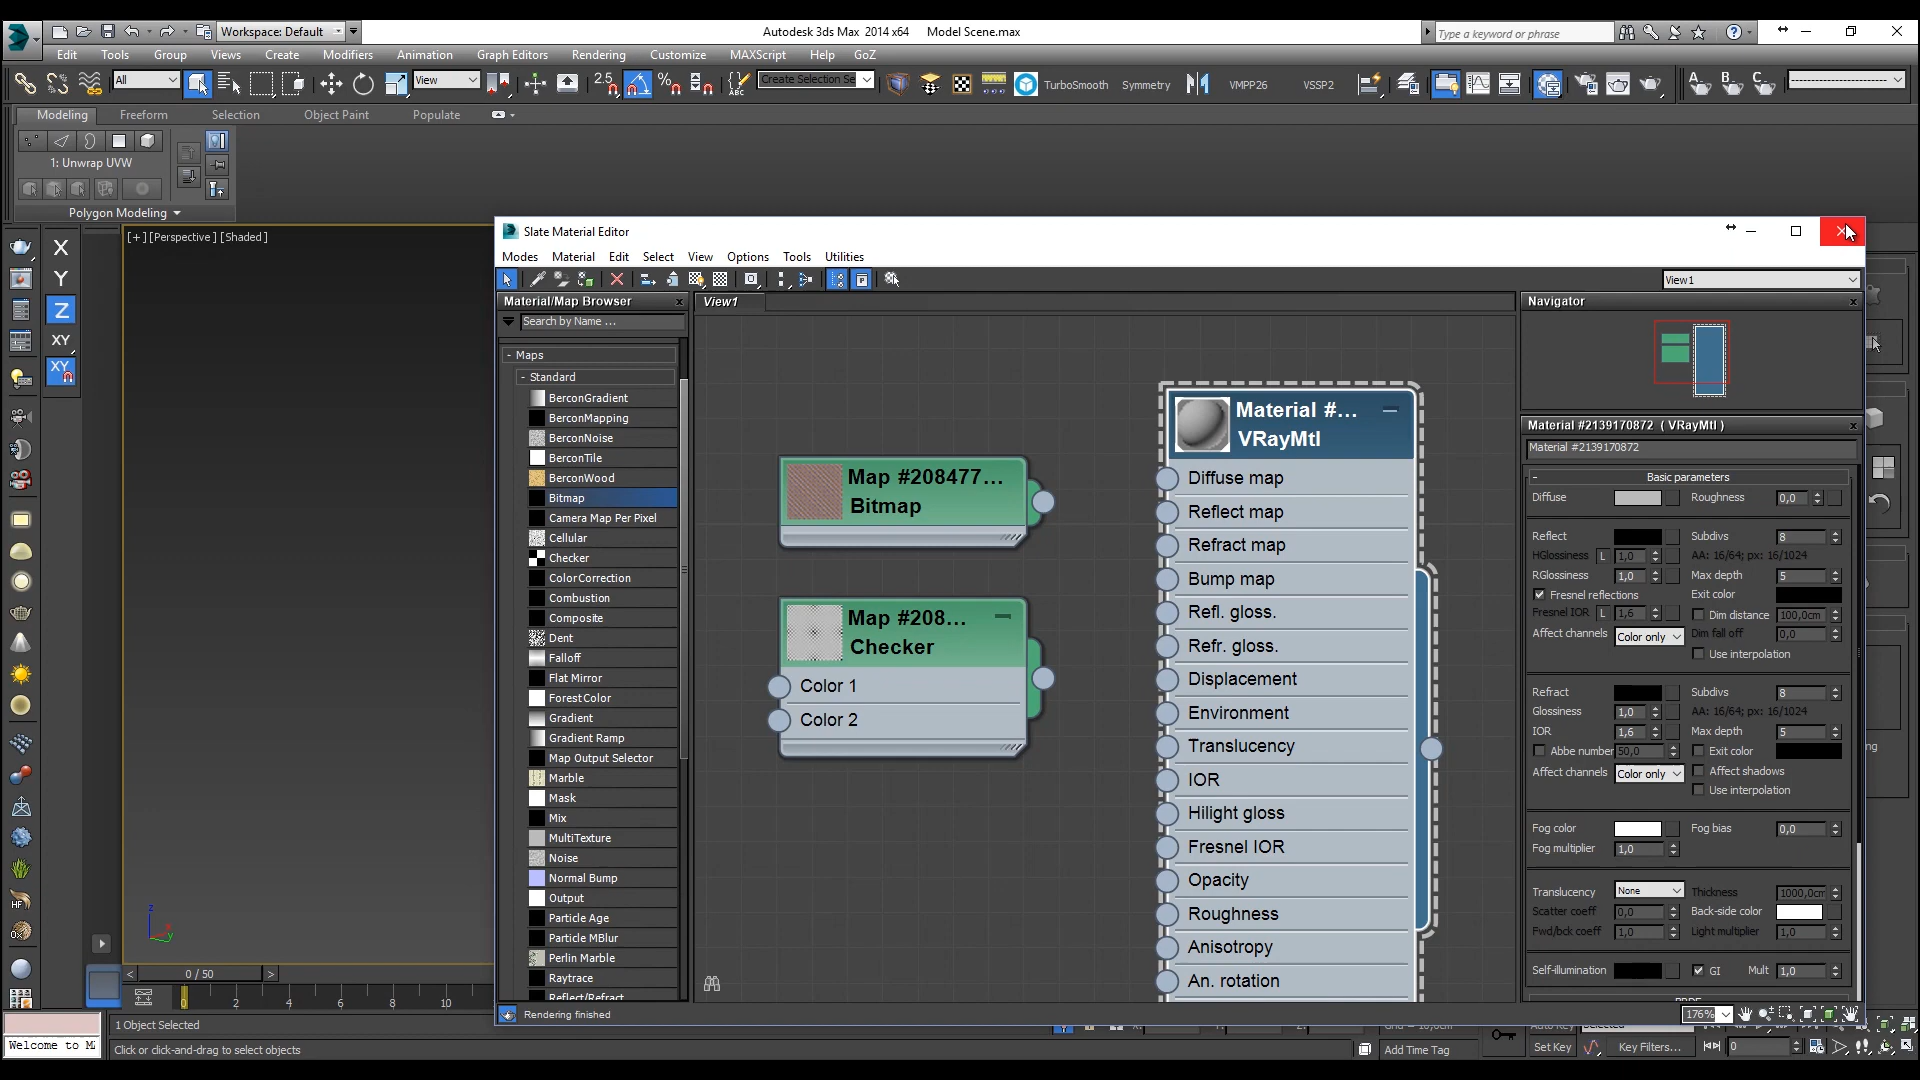 Workspace: Default
Autodesk 3ds Max 2014 x64 Model Scene.max
Type a keyword or phrase
Edit Tools Group Views Create Modifiers Animation Graph Editors Rendering Customize MAXScript Help GoZ
All View 2.5 Create Selection Se TurboSmooth Symmetry VMPP26 VSSP2 A B C
Modeling Freeform Selection Object Paint Populate
1: Unwrap UVW
Polygon Modeling
[+] [Perspective] [Shaded]
X
Y
Z
XY
XY
Slate Material Editor
Modes Material Edit Select View Options Tools Utilities
View1
Material/Map Browser
View1
Navigator
Search by Name ...
- Maps
- Standard
BerconGradient
BerconMapping
BerconNoise
BerconTile
BerconWood
Bitmap
Camera Map Per Pixel
Cellular
Checker
ColorCorrection
Combustion
Composite
Dent
Falloff
Flat Mirror
ForestColor
Gradient
Gradient Ramp
Map Output Selector
Marble
Mask
Mix
MultiTexture
Noise
Normal Bump
Output
Particle Age
Particle MBlur
Perlin Marble
Raytrace
Reflect/Refract
Map #208477...
Bitmap
Map #208...
Checker
Color 1
Color 2
Material #...
VRayMtl
Diffuse map
Reflect map
Refract map
Bump map
Refl. gloss.
Refr. gloss.
Displacement
Environment
Translucency
IOR
Hilight gloss
Fresnel IOR
Opacity
Roughness
Anisotropy
An. rotation
Material #2139170872 ( VRayMtl )
Material #2139170872
- Basic parameters
Diffuse Roughness 0,0
Reflect Subdivs 8
HGlossiness L 1,0 AA: 16/64; px: 16/1024
RGlossiness 1,0 Max depth 5
Fresnel reflections Exit color
Fresnel IOR L 1,6 Dim distance 100,0cm
Affect channels Color only Dim fall off 0,0
Use interpolation
Refract Subdivs 8
Glossiness 1,0 AA: 16/64; px: 16/1024
IOR 1,6 Max depth 5
Abbe number 50,0 Exit color
Affect channels Color only Affect shadows
Use interpolation
Fog color Fog bias 0,0
Fog multiplier 1,0
Translucency None Thickness 1000,0cm
Scatter coeff 0,0 Back-side color
Fwd/bck coeff 1,0 Light multiplier 1,0
Self-illumination GI Mult 1,0
176%
Rendering finished
HF
z
y
< 0 / 50 >
0 2 4 6 8 10
1 Object Selected
Welcome to MA
Click or click-and-drag to select objects
Add Time Tag
Set Key Key Filters... 0